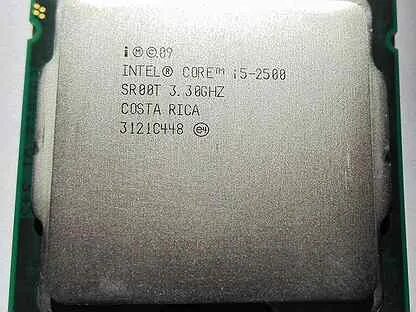 i Ⓜ ©09
INTEL® CORE™ i5-2500
SR00T 3.30GHZ
COSTA RICA
3121C448 e4